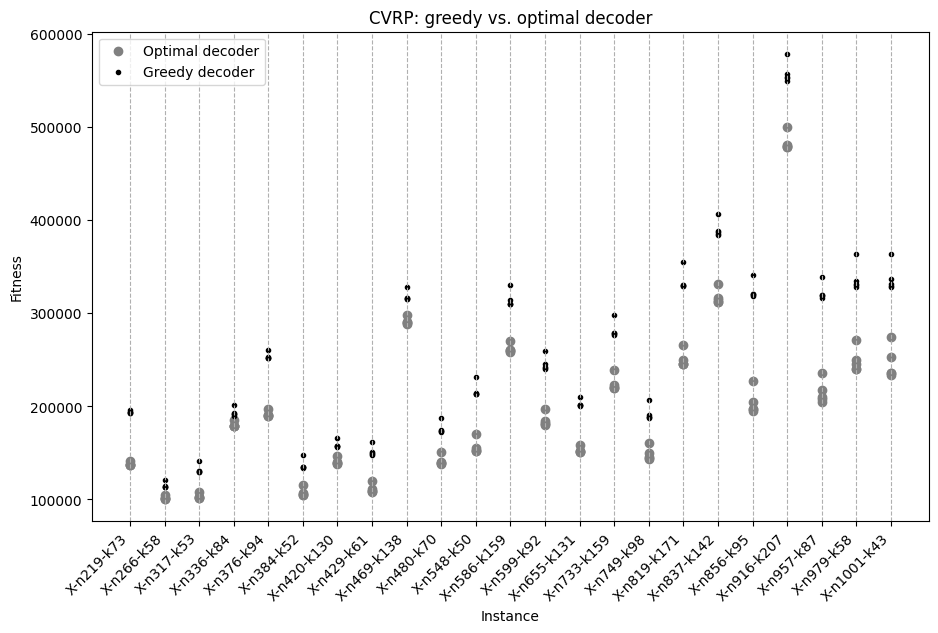 CVRP: greedy vs. optimal decoder
Optimal decoder
Greedy decoder
600000
500000
400000
300000
200000
100000
Fitness
X-n219-k73
X-n266-k58
X-n317-k53
X-n336-k84
X-n376-k94
X-n384-k52
X-n420-k130
X-n429-k61
X-n469-k138
X-n480-k70
X-n548-k50
X-n586-k159
X-n599-k92
X-n655-k131
X-n733-k159
X-n749-k98
X-n819-k171
X-n837-k142
X-n856-k95
X-n916-k207
X-n957-k87
X-n979-k58
X-n1001-k43
Instance